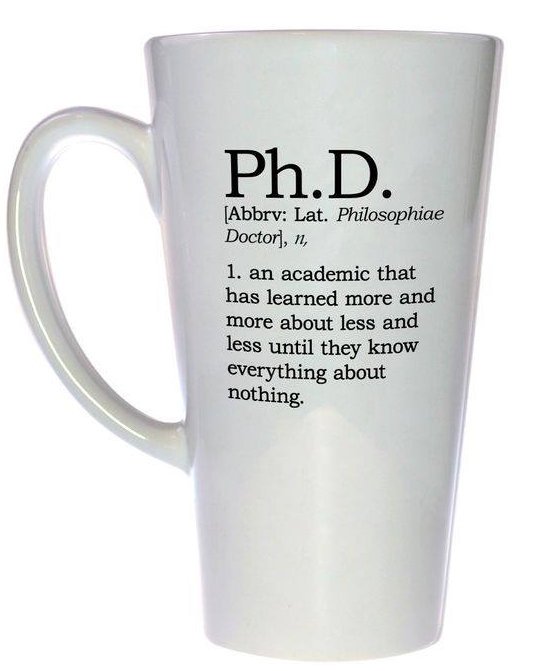 Ph.D.
[Abbrv: Lat. Philosophiae
Doctor], n,
1. an academic that
has learned more and
more about less and
less until they know
everything about
nothing.